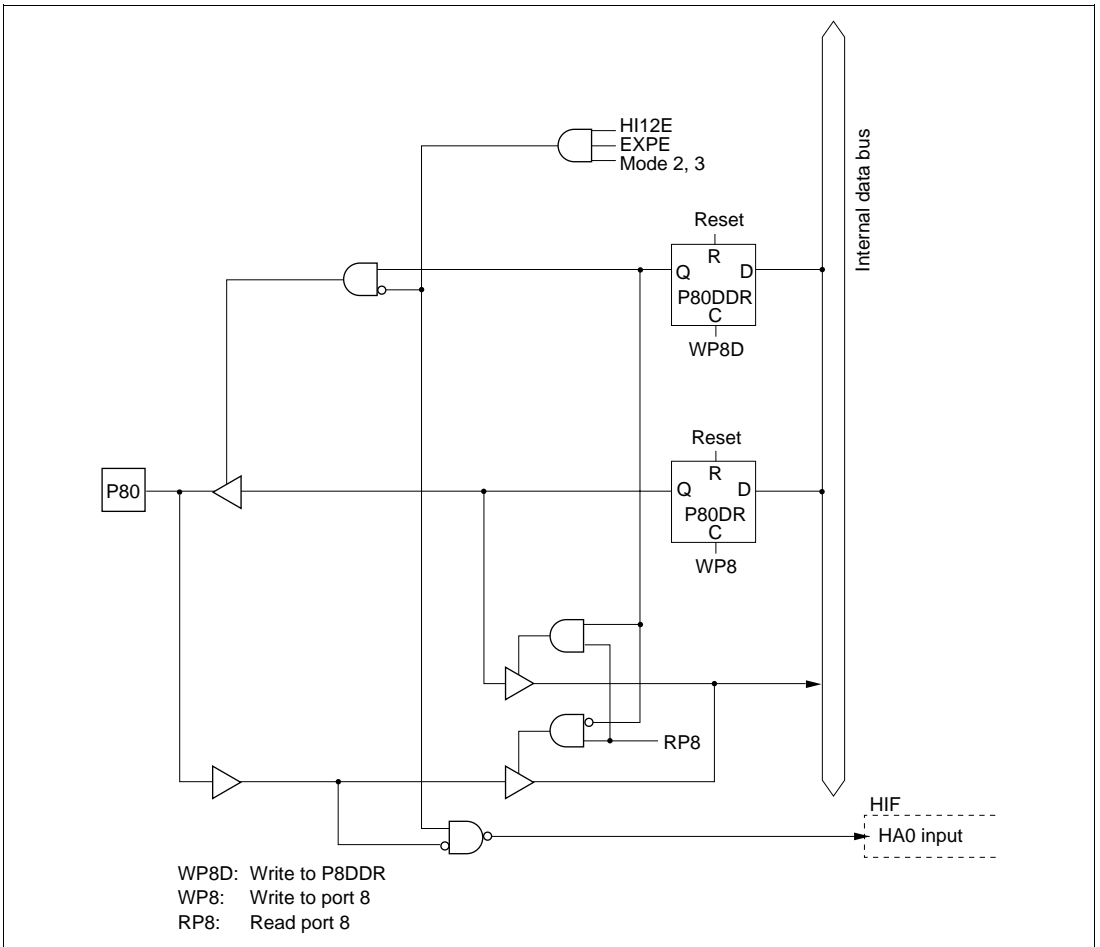 HI12E
EXPE
Mode 2, 3
Internal data bus
Reset
R
Q D
P80DDR
C
WP8D
Reset
R
P80
Q D
P80DR
C
WP8
RP8
HIF
HA0 input
WP8D: Write to P8DDR
WP8: Write to port 8
RP8: Read port 8